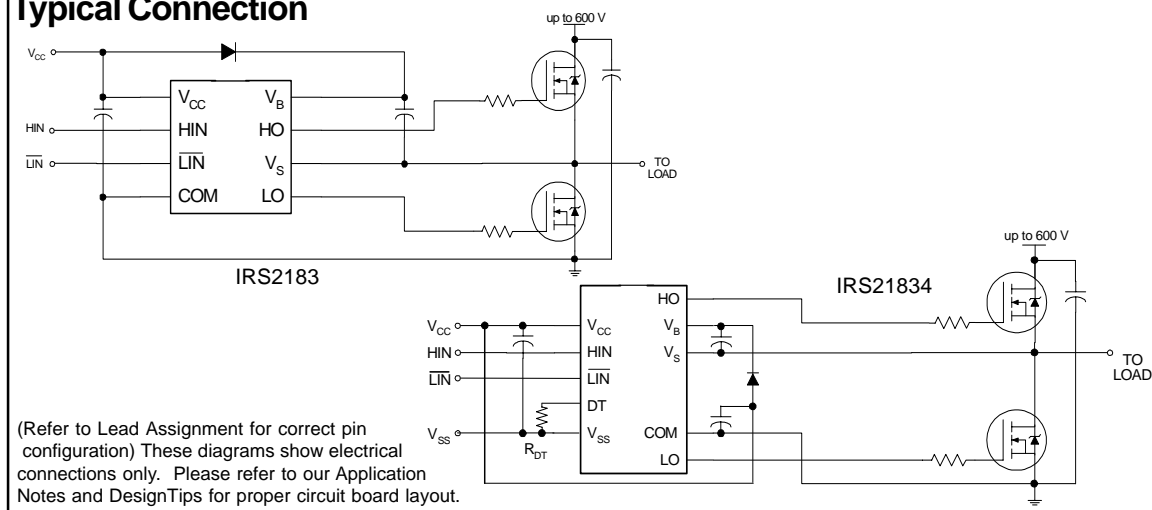 Typical Connection
up to 600 V
VCC
VCC
VB
HIN
HIN
HO
LIN
LIN
VS
TO
LOAD
COM
LO
IRS2183
up to 600 V
IRS21834
HO
VCC
VCC
VB
HIN
HIN
VS
TO
LOAD
LIN
LIN
DT
VSS
VSS
COM
RDT
LO
(Refer to Lead Assignment for correct pin
configuration) These diagrams show electrical
connections only. Please refer to our Application
Notes and DesignTips for proper circuit board layout.